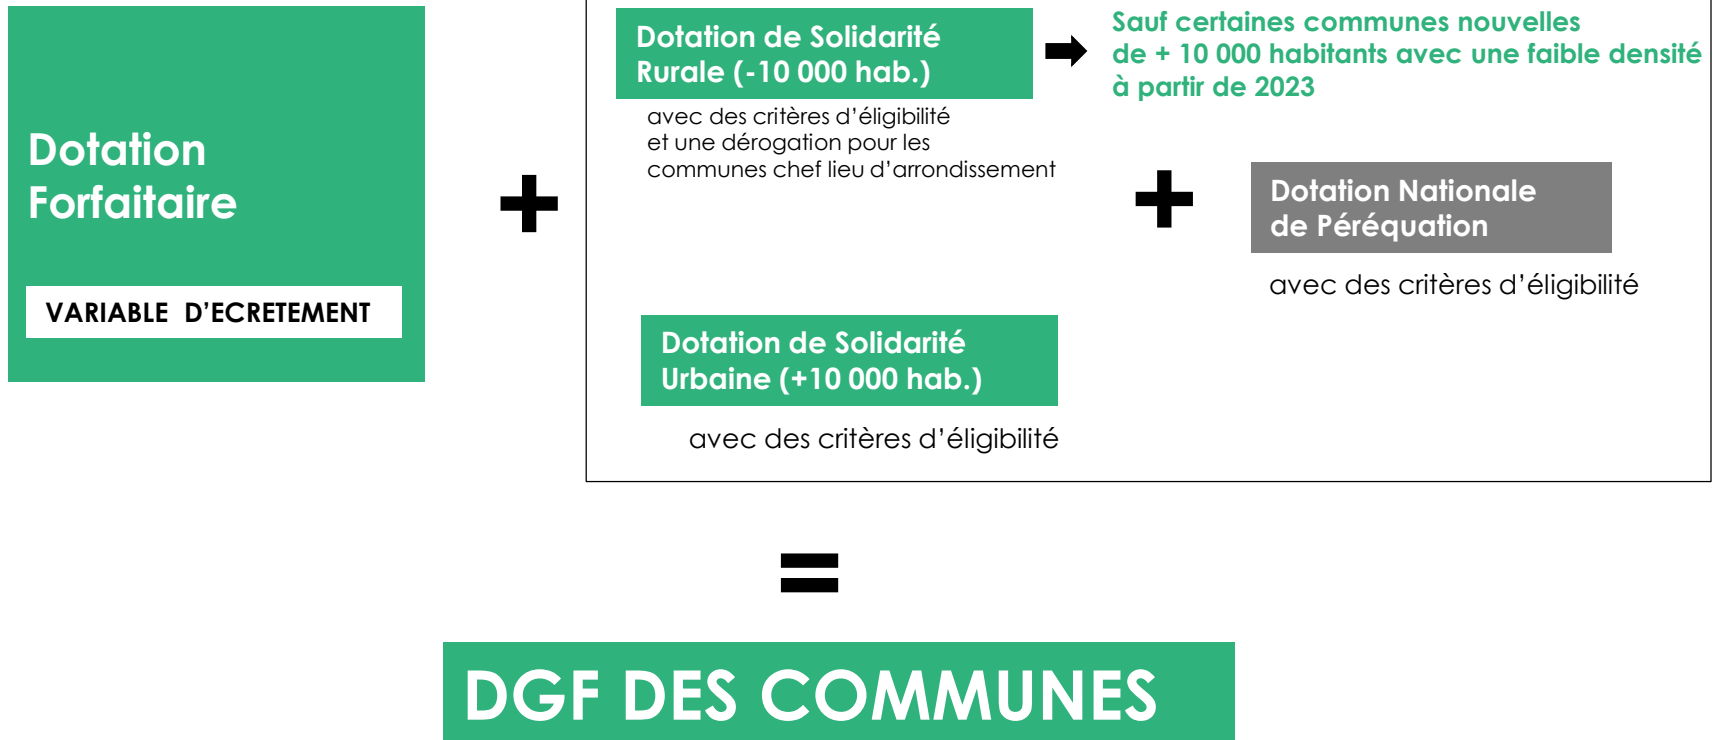 Dotation
Forfaitaire
VARIABLE D'ECRETEMENT
+
Dotation de Solidarité
Rurale (-10 000 hab.)
avec des critères d'éligibilité
et une dérogation pour les
communes chef lieu d'arrondissement
Sauf certaines communes nouvelles
de + 10 000 habitants avec une faible densité
à partir de 2023
Dotation de Solidarité
Urbaine (+10 000 hab.)
avec des critères d'éligibilité
+
Dotation Nationale
de Péréquation
avec des critères d'éligibilité
=
DGF DES COMMUNES